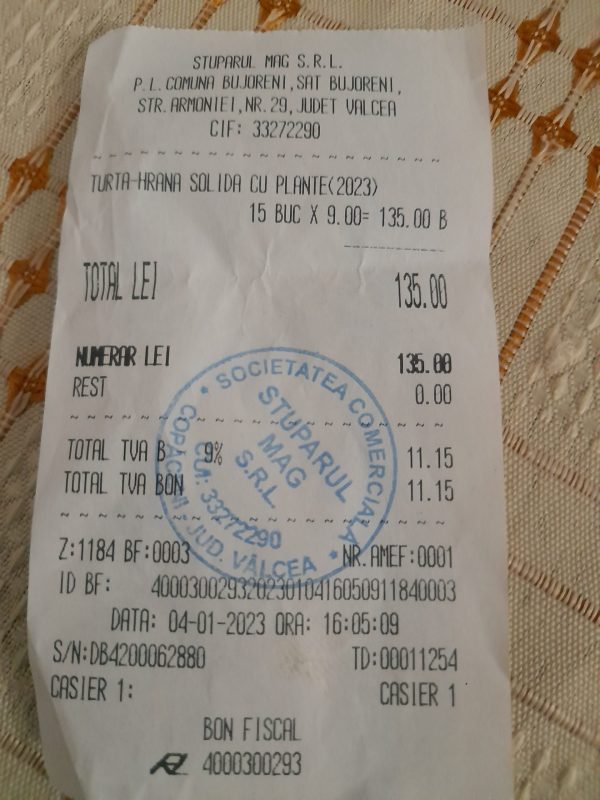 STUPARUL MAG S.R.L.
P.L.COMUNA BUJORENI,SAT BUJORENI,
STR.ARMONIEI,NR.29,JUDET VALCEA
CIF: 33272290
TURTA-HRANA SOLIDA CU PLANTE(2023)
15 BUC X 9.00= 135.00 B
TOTAL LEI 135.00
NUMERAR LEI 135.00
REST 0.00
TOTAL TVA B 9% 11.15
TOTAL TVA BON 11.15
Z:1184 BF:0003 NR.AMEF:0001
ID BF: 40003002932023010416050911840003
DATA: 04-01-2023 ORA: 16:05:09
S/N:DB4200062880 TD:00011254
CASIER 1: CASIER 1
BON FISCAL
4000300293
* SOCIETATEA COMERCIALA *
STUPARUL
MAG
S.R.L.
CUI: 33272290
JUD. VÂLCEA